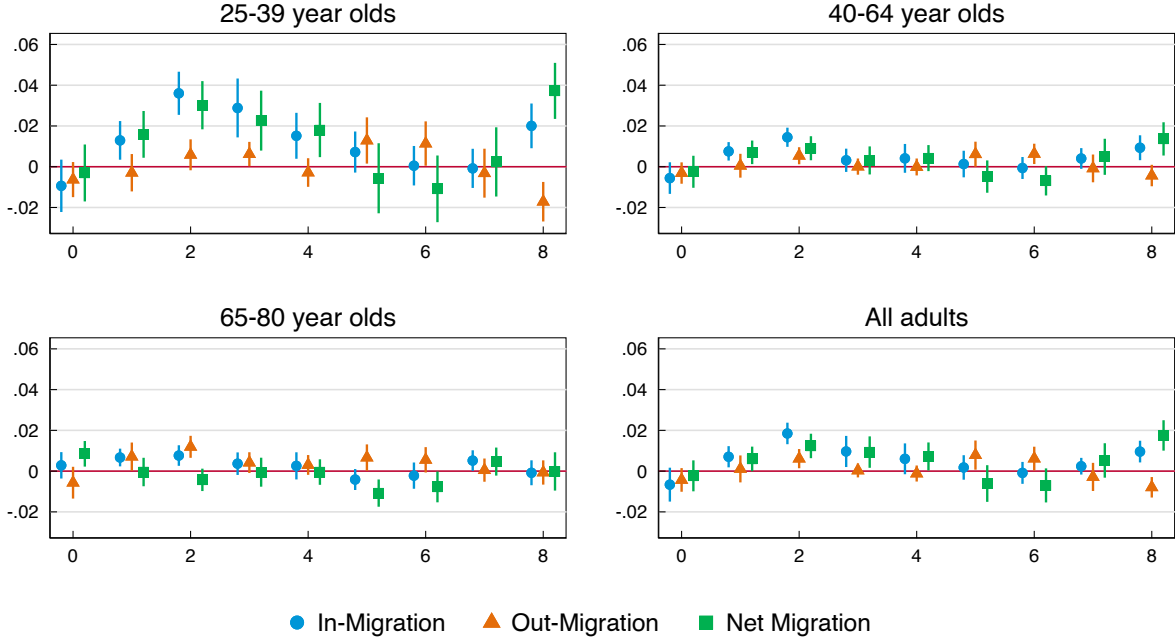 25-39 year olds
.06
.04
.02
0
-.02
0 2 4 6 8
40-64 year olds
.06
.04
.02
0
-.02
0 2 4 6 8
65-80 year olds
.06
.04
.02
0
-.02
0 2 4 6 8
All adults
.06
.04
.02
0
-.02
0 2 4 6 8
In-Migration Out-Migration Net Migration